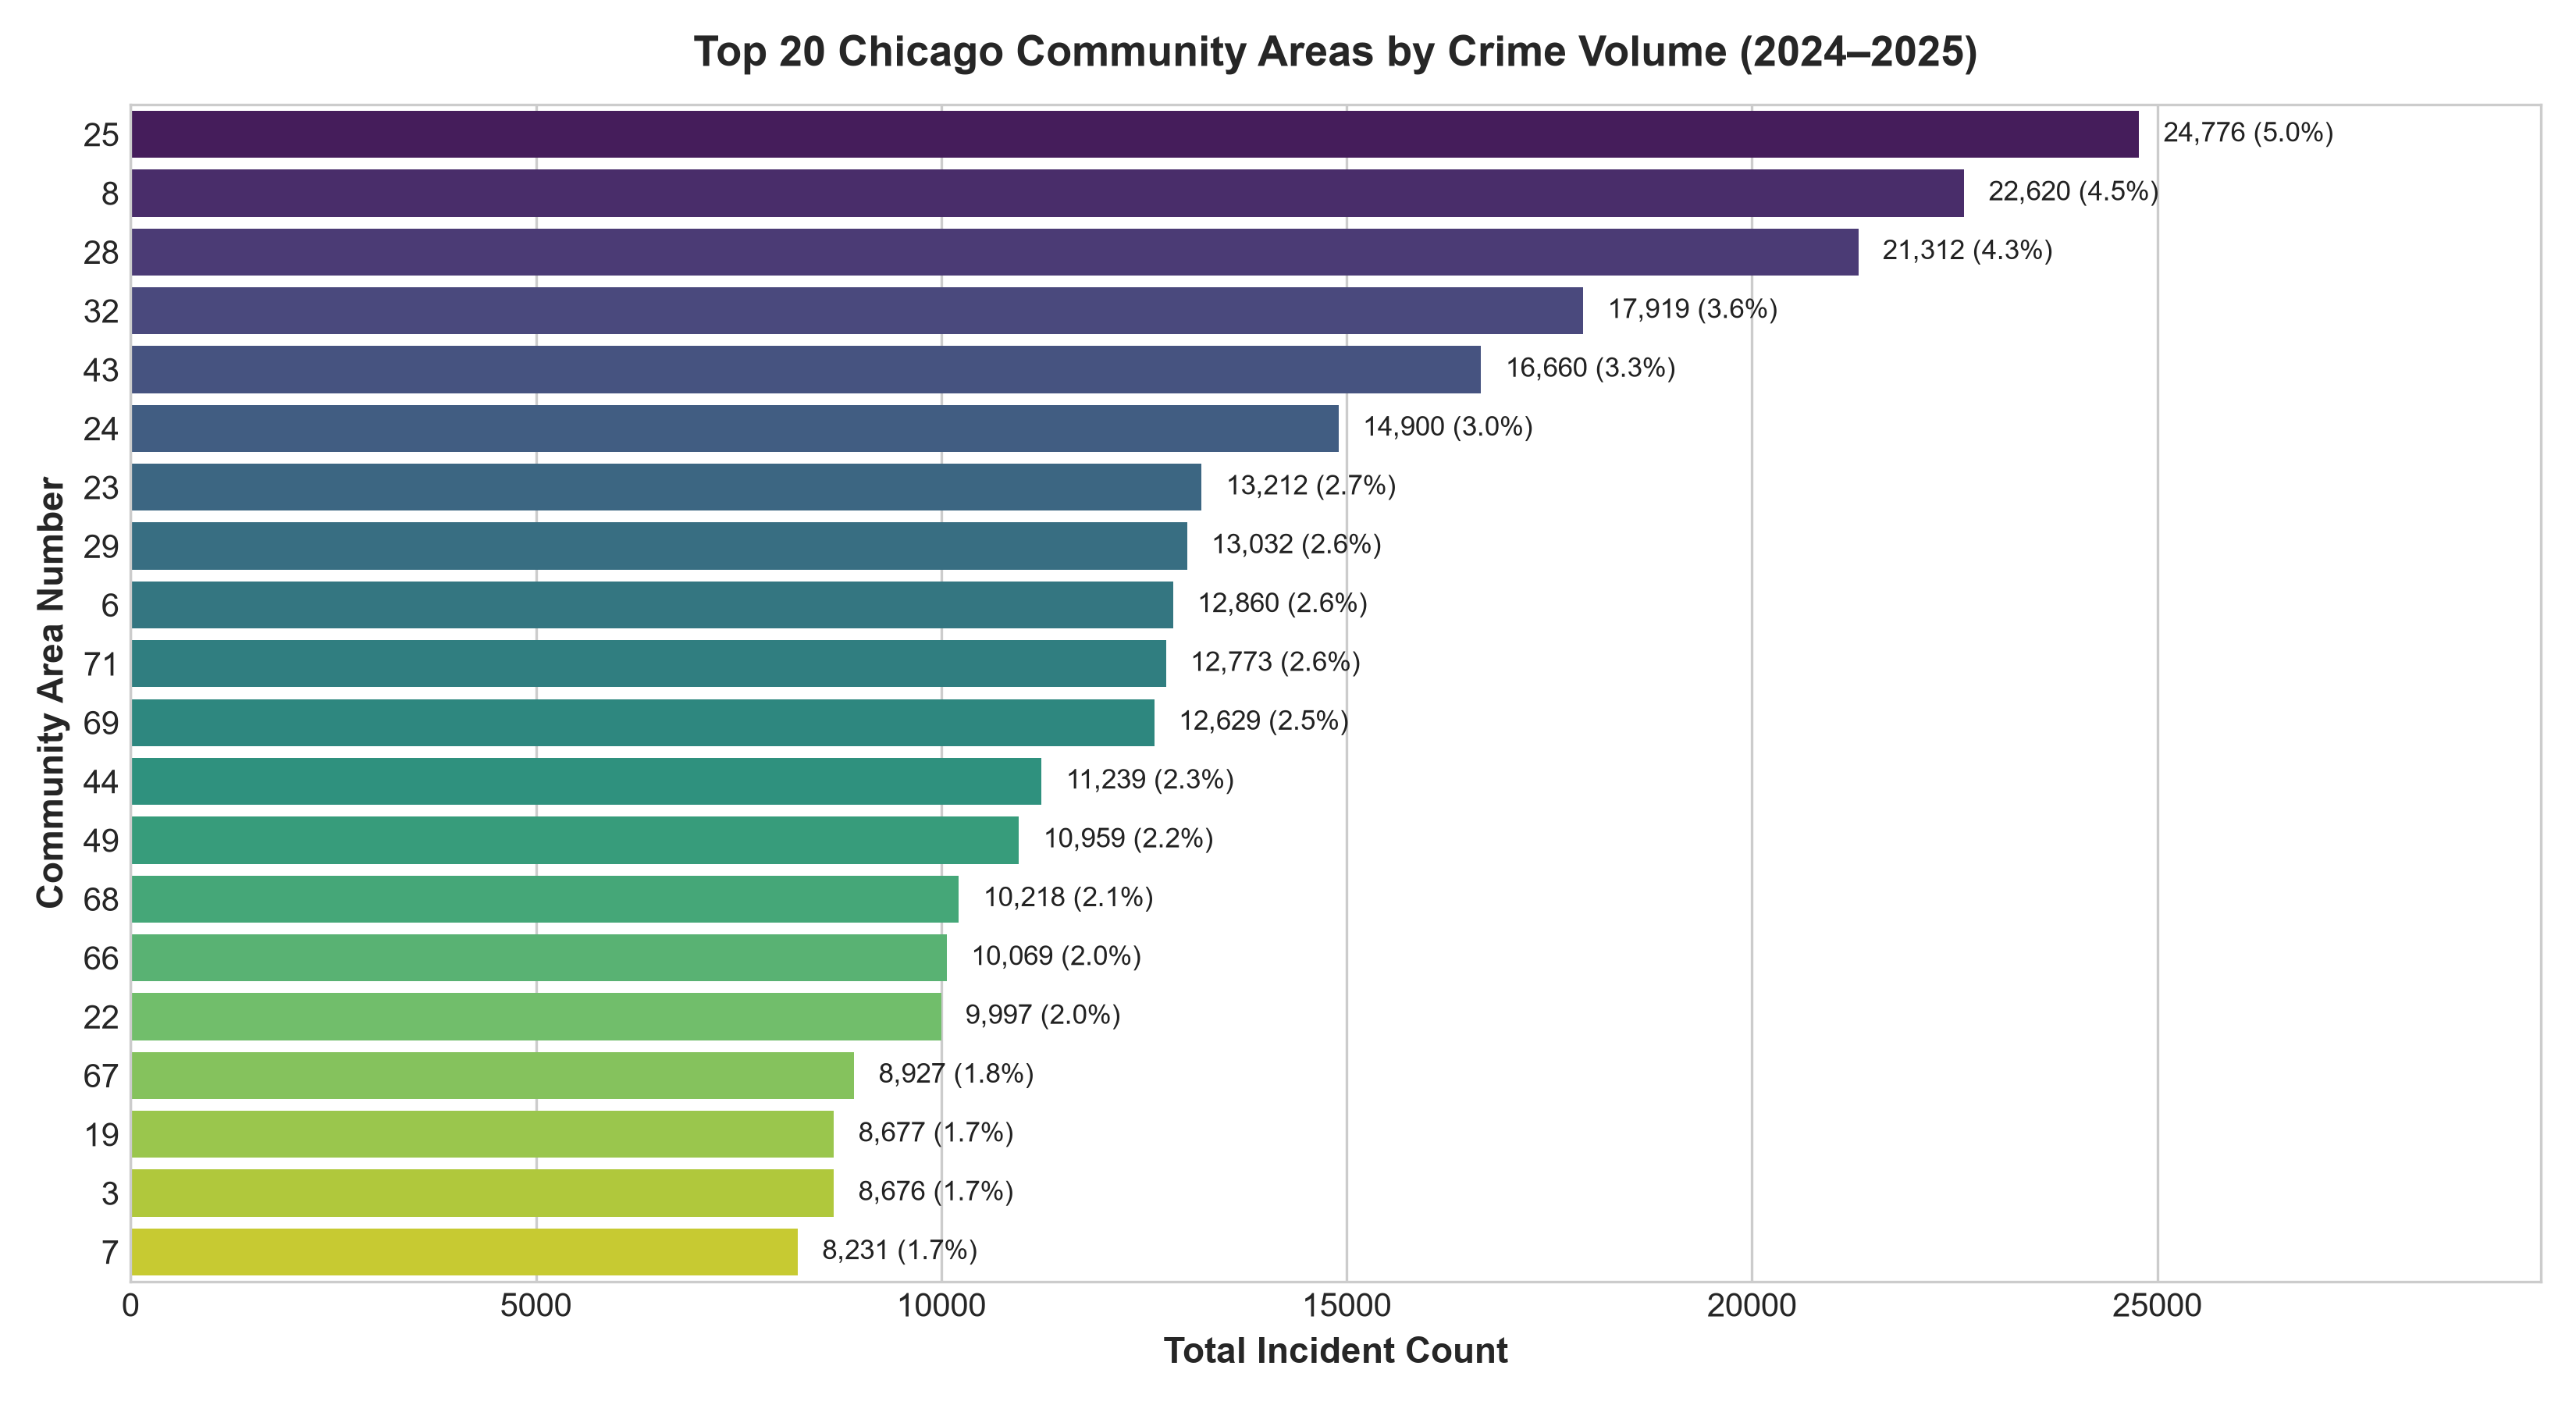 Top 20 Chicago Community Areas by Crime Volume (2024–2025)
Community Area Number
25 24,776 (5.0%)
8 22,620 (4.5%)
28 21,312 (4.3%)
32 17,919 (3.6%)
43 16,660 (3.3%)
24 14,900 (3.0%)
23 13,212 (2.7%)
29 13,032 (2.6%)
6 12,860 (2.6%)
71 12,773 (2.6%)
69 12,629 (2.5%)
44 11,239 (2.3%)
49 10,959 (2.2%)
68 10,218 (2.1%)
66 10,069 (2.0%)
22 9,997 (2.0%)
67 8,927 (1.8%)
19 8,677 (1.7%)
3 8,676 (1.7%)
7 8,231 (1.7%)
0 5000 10000 15000 20000 25000
Total Incident Count